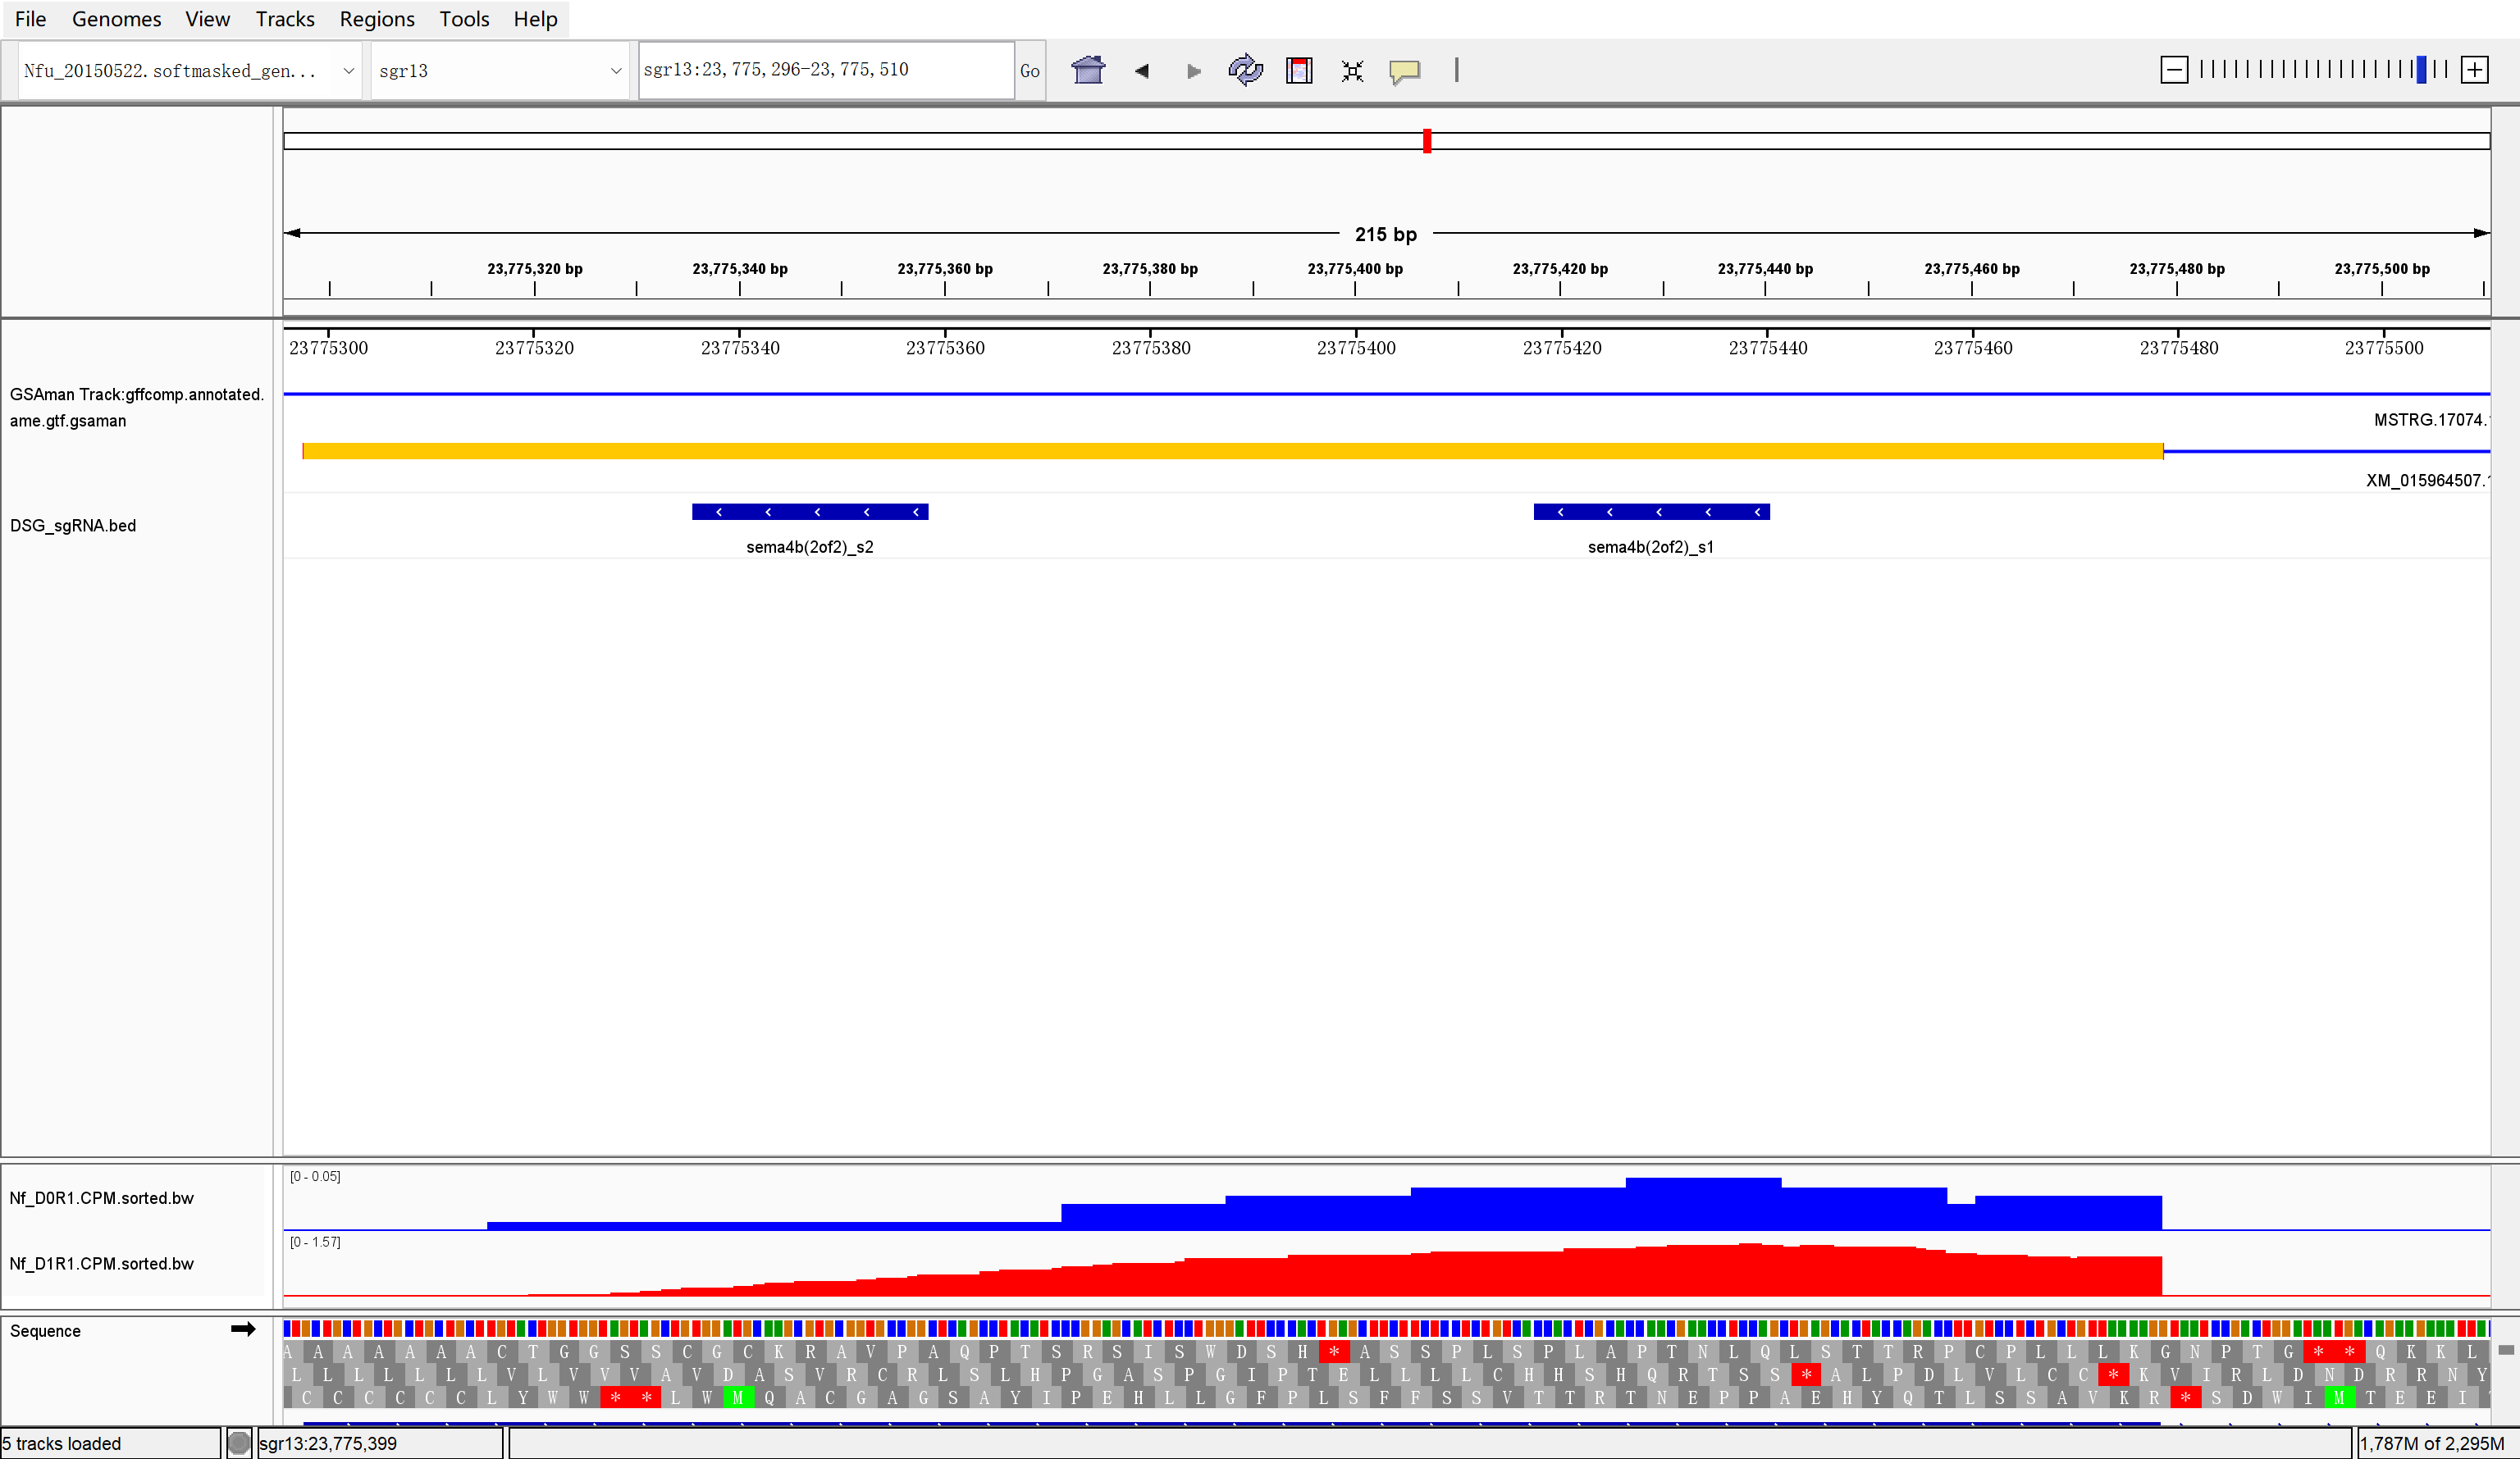 File Genomes View Tracks Regions Tools Help
Nfu_20150522.softmasked_gen... sgr13 sgr13:23,775,296-23,775,510 Go
215 bp
23,775,320 bp 23,775,340 bp 23,775,360 bp 23,775,380 bp 23,775,400 bp 23,775,420 bp 23,775,440 bp 23,775,460 bp 23,775,480 bp 23,775,500 bp
23775300 23775320 23775340 23775360 23775380 23775400 23775420 23775440 23775460 23775480 23775500
GSAman Track:gffcomp.annotated.
ame.gtf.gsaman
MSTRG.17074.
XM_015964507.
DSG_sgRNA.bed
sema4b(2of2)_s2 sema4b(2of2)_s1
[0 - 0.05]
Nf_D0R1.CPM.sorted.bw
[0 - 1.57]
Nf_D1R1.CPM.sorted.bw
Sequence
A A A A A A A C T G G S S C G C K R A V P A Q P T S R S I S W D S H * A S S P L S P L A P T N L Q L S T T R P C P L L L K G N P T G * * Q K K L
L L L L L L L V L V V V A V D A S V R C R L S L H P G A S P G I P T E L L L L C H H S H Q R T S S * A L P D L V L C C * K V I R L D N D R R N Y
C C C C C C L Y W W * * L W M Q A C G A G S A Y I P E H L L G F P L S F F S S V T T R T N E P P A E H Y Q T L S S A V K R * S D W I M T E E I
5 tracks loaded sgr13:23,775,399 1,787M of 2,295M